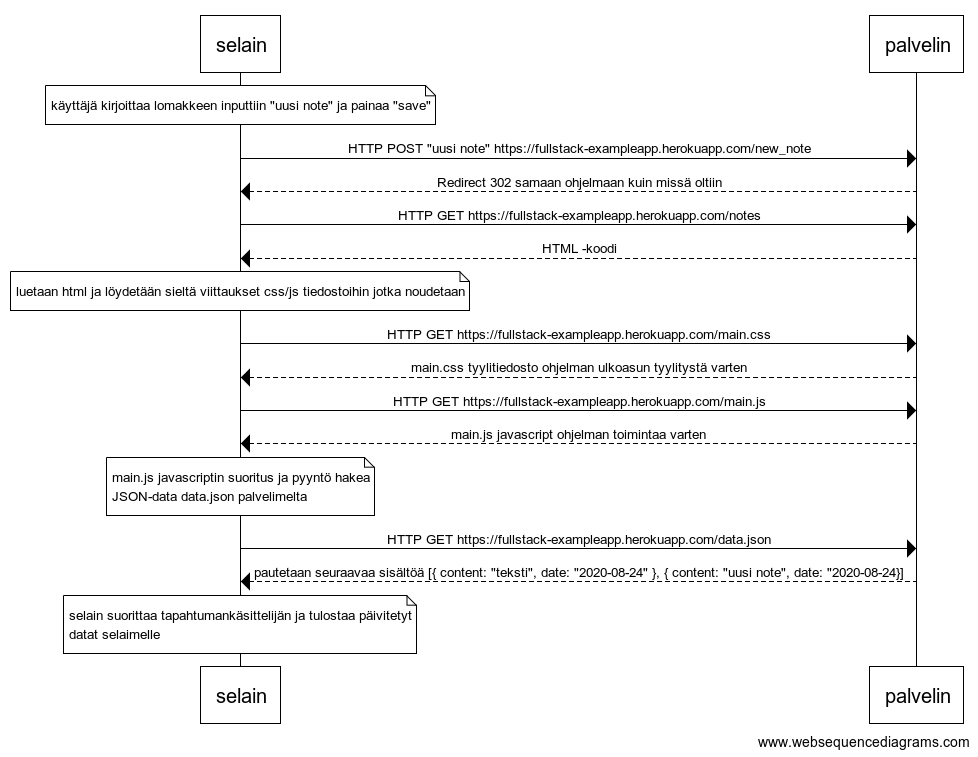 selain
palvelin
käyttäjä kirjoittaa lomakkeen inputtiin "uusi note" ja painaa "save"
HTTP POST "uusi note" https://fullstack-exampleapp.herokuapp.com/new_note
Redirect 302 samaan ohjelmaan kuin missä oltiin
HTTP GET https://fullstack-exampleapp.herokuapp.com/notes
HTML -koodi
luetaan html ja löydetään sieltä viittaukset css/js tiedostoihin jotka noudetaan
HTTP GET https://fullstack-exampleapp.herokuapp.com/main.css
main.css tyylitiedosto ohjelman ulkoasun tyylitystä varten
HTTP GET https://fullstack-exampleapp.herokuapp.com/main.js
main.js javascript ohjelman toimintaa varten
main.js javascriptin suoritus ja pyyntö hakea
JSON-data data.json palvelimelta
HTTP GET https://fullstack-exampleapp.herokuapp.com/data.json
pautetaan seuraavaa sisältöä [{ content: "teksti", date: "2020-08-24" }, { content: "uusi note", date: "2020-08-24}]
selain suorittaa tapahtumankäsittelijän ja tulostaa päivitetyt
datat selaimelle
selain
palvelin
www.websequencediagrams.com